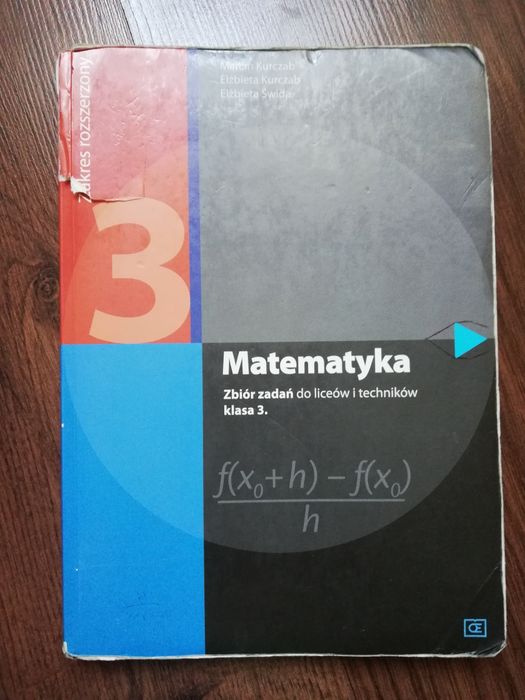 Marcin Kurczab
Elżbieta Kurczab
Elżbieta Świda
zakres rozszerzony
3
Matematyka
Zbiór zadań do liceów i techników
klasa 3.
f(x₀+h) – f(x₀)
h
OE